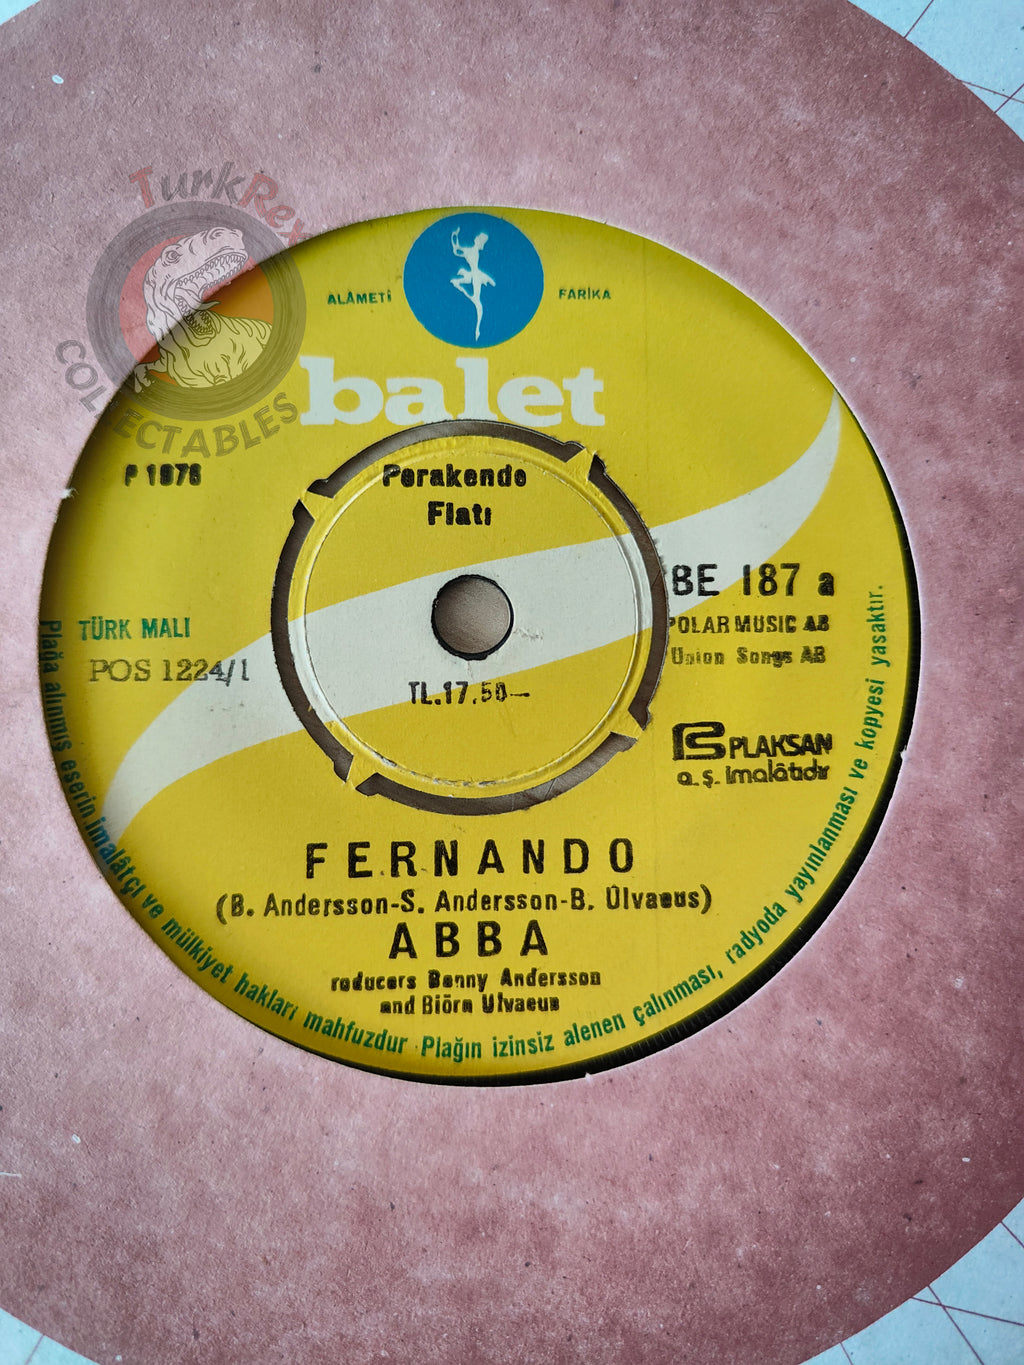 TurkRex
COLLECTABLES
ALÂMETİ FARİKA
balet
P 1976
Perakende
Fiatı
BE 187 a
TÜRK MALI
POLAR MUSIC AB
POS 1224/1
Union Songs AB
TL.17.50—
PLAKSAN
a.ş. imalâtıdır
FERNANDO
(B. Andersson-S. Andersson-B. Ulvaeus)
ABBA
roducers Benny Andersson
and Biörn Ulvaeus
Plağa alınmış eserin imalâtçı ve mülkiyet hakları mahfuzdur Plağın izinsiz alenen çalınması, radyoda yayınlanması ve kopyesi yasaktır.